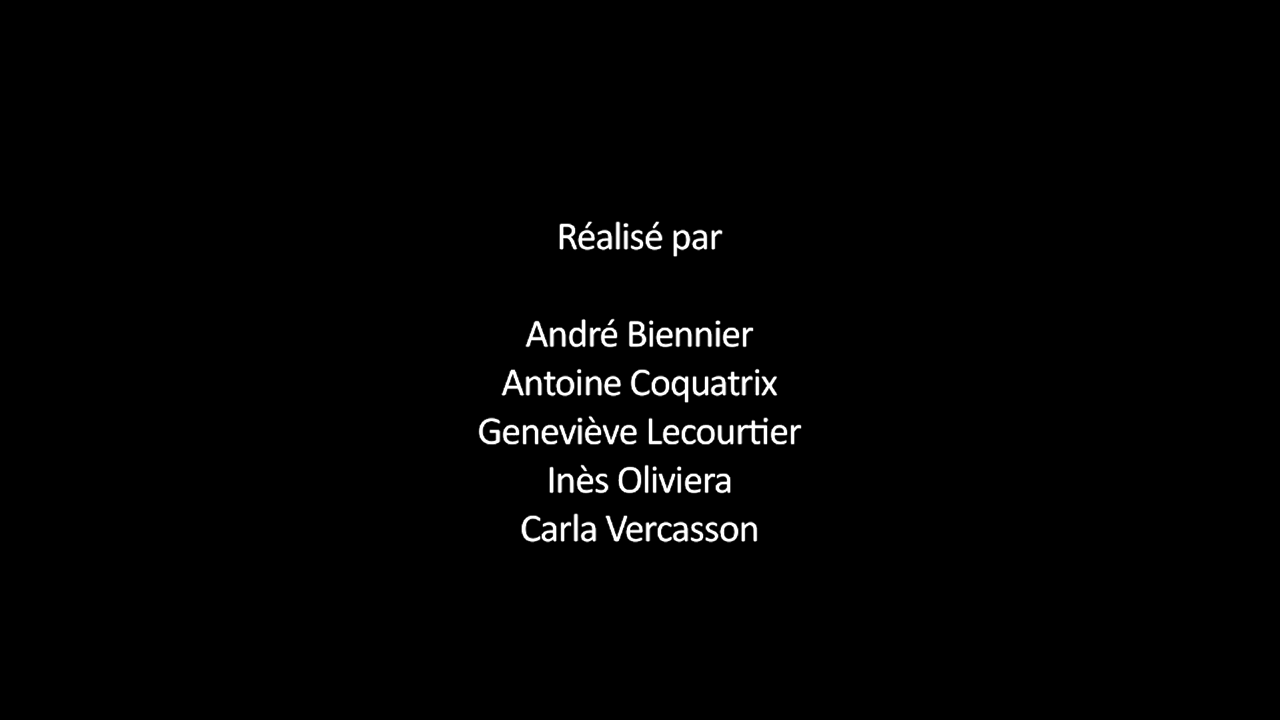 Réalisé par
André Biennier
Antoine Coquatrix
Geneviève Lecourtier
Inès Oliviera
Carla Vercasson